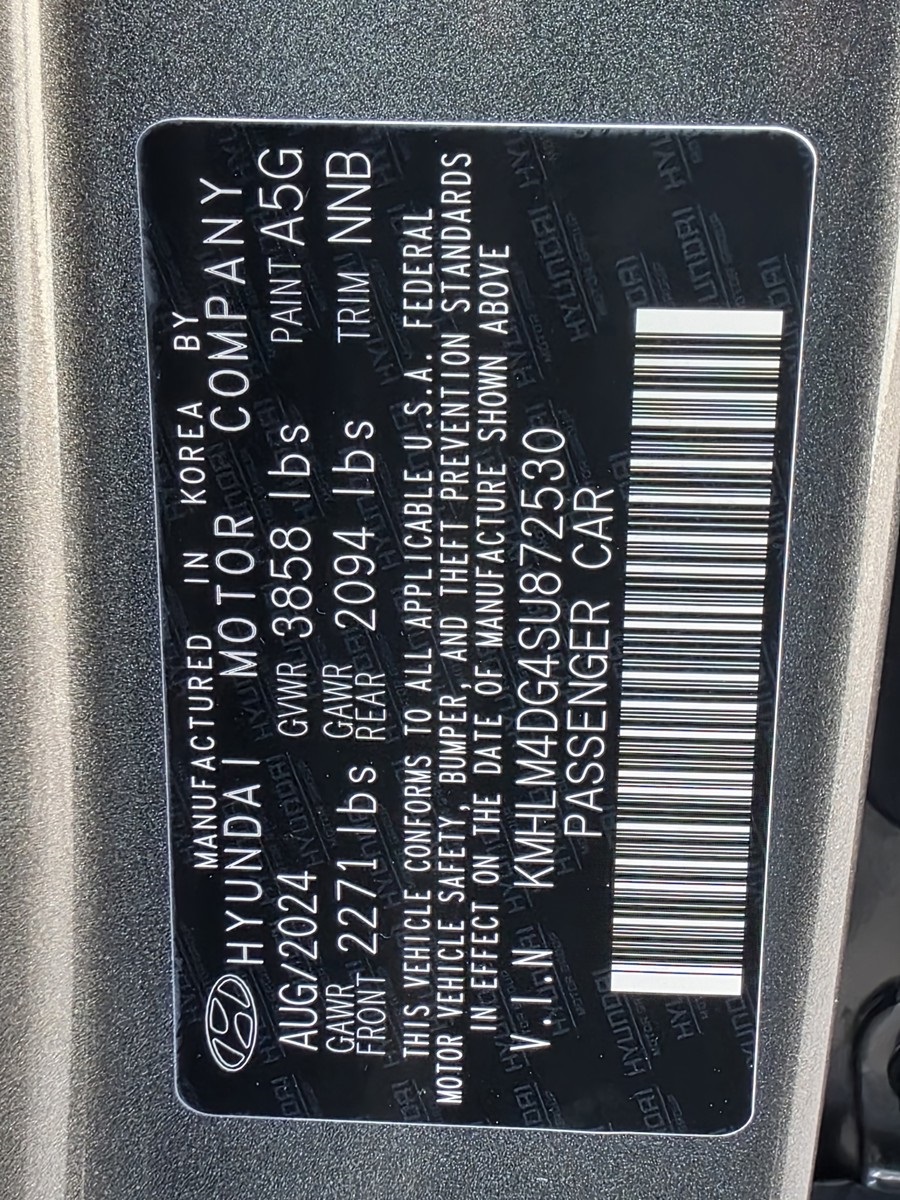 MANUFACTURED IN KOREA BY
HYUNDAI MOTOR COMPANY
AUG/2024 GVWR 3858 lbs PAINT A5G
GAWR FRONT 2271 lbs GAWR REAR 2094 lbs TRIM NNB
THIS VEHICLE CONFORMS TO ALL APPLICABLE U.S.A. FEDERAL
MOTOR VEHICLE SAFETY, BUMPER, AND THEFT PREVENTION STANDARDS
IN EFFECT ON THE DATE OF MANUFACTURE SHOWN ABOVE
V.I.N KMHLM4DG4SU872530
PASSENGER CAR